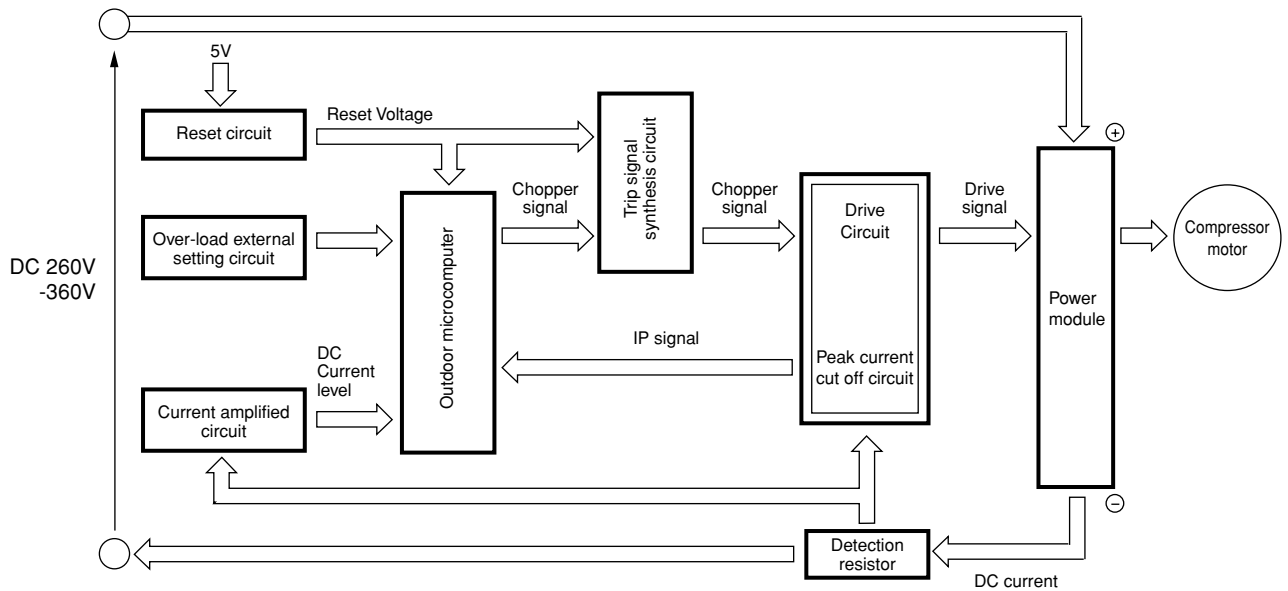 5V
Reset circuit
Reset Voltage
Trip signal
synthesis circuit
Over-load external
setting circuit
Outdoor microcomputer
Chopper
signal
Chopper
signal
Drive
Circuit
Drive
signal
+
Compressor
motor
DC 260V
-360V
Power
module
IP signal
Peak current
cut off circuit
DC
Current
level
Current amplified
circuit
−
Detection
resistor
DC current